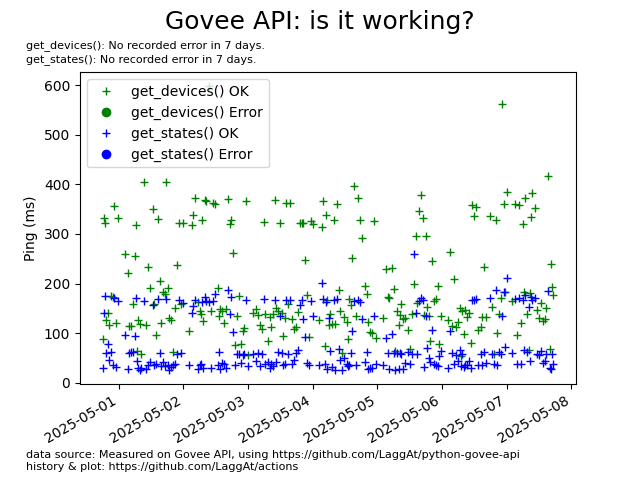 Govee API: is it working?
get_devices(): No recorded error in 7 days.
get_states(): No recorded error in 7 days.
600
500
400
300
200
100
0
Ping (ms)
get_devices() OK
get_devices() Error
get_states() OK
get_states() Error
2025-05-01
2025-05-02
2025-05-03
2025-05-04
2025-05-05
2025-05-06
2025-05-07
2025-05-08
data source: Measured on Govee API, using https://github.com/LaggAt/python-govee-api
history & plot: https://github.com/LaggAt/actions